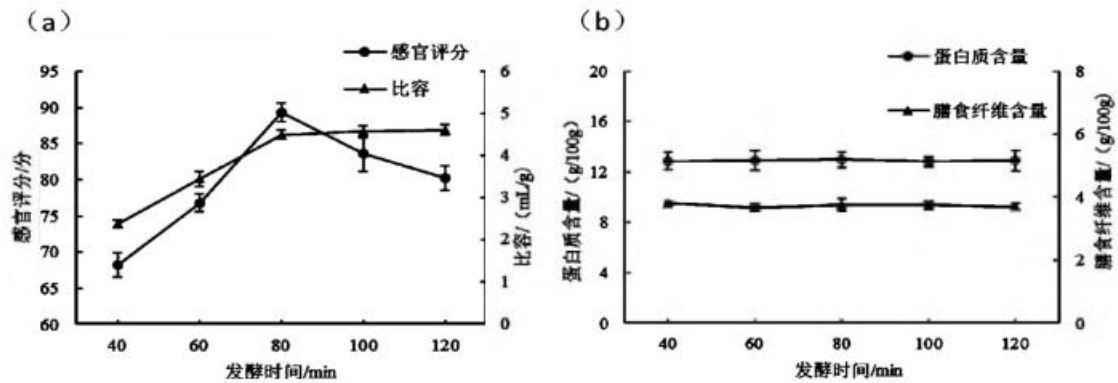 (a)
感官评分
比容
95
90
85
80
75
70
65
60
感官评分/分
6
5
4
3
2
1
0
比容/（mL/g）
40 60 80 100 120
发酵时间/min
(b)
蛋白质含量
膳食纤维含量
20
16
12
8
4
0
蛋白质含量/（g/100g）
8
6
4
2
0
膳食纤维含量/（g/100g）
40 60 80 100 120
发酵时间/min